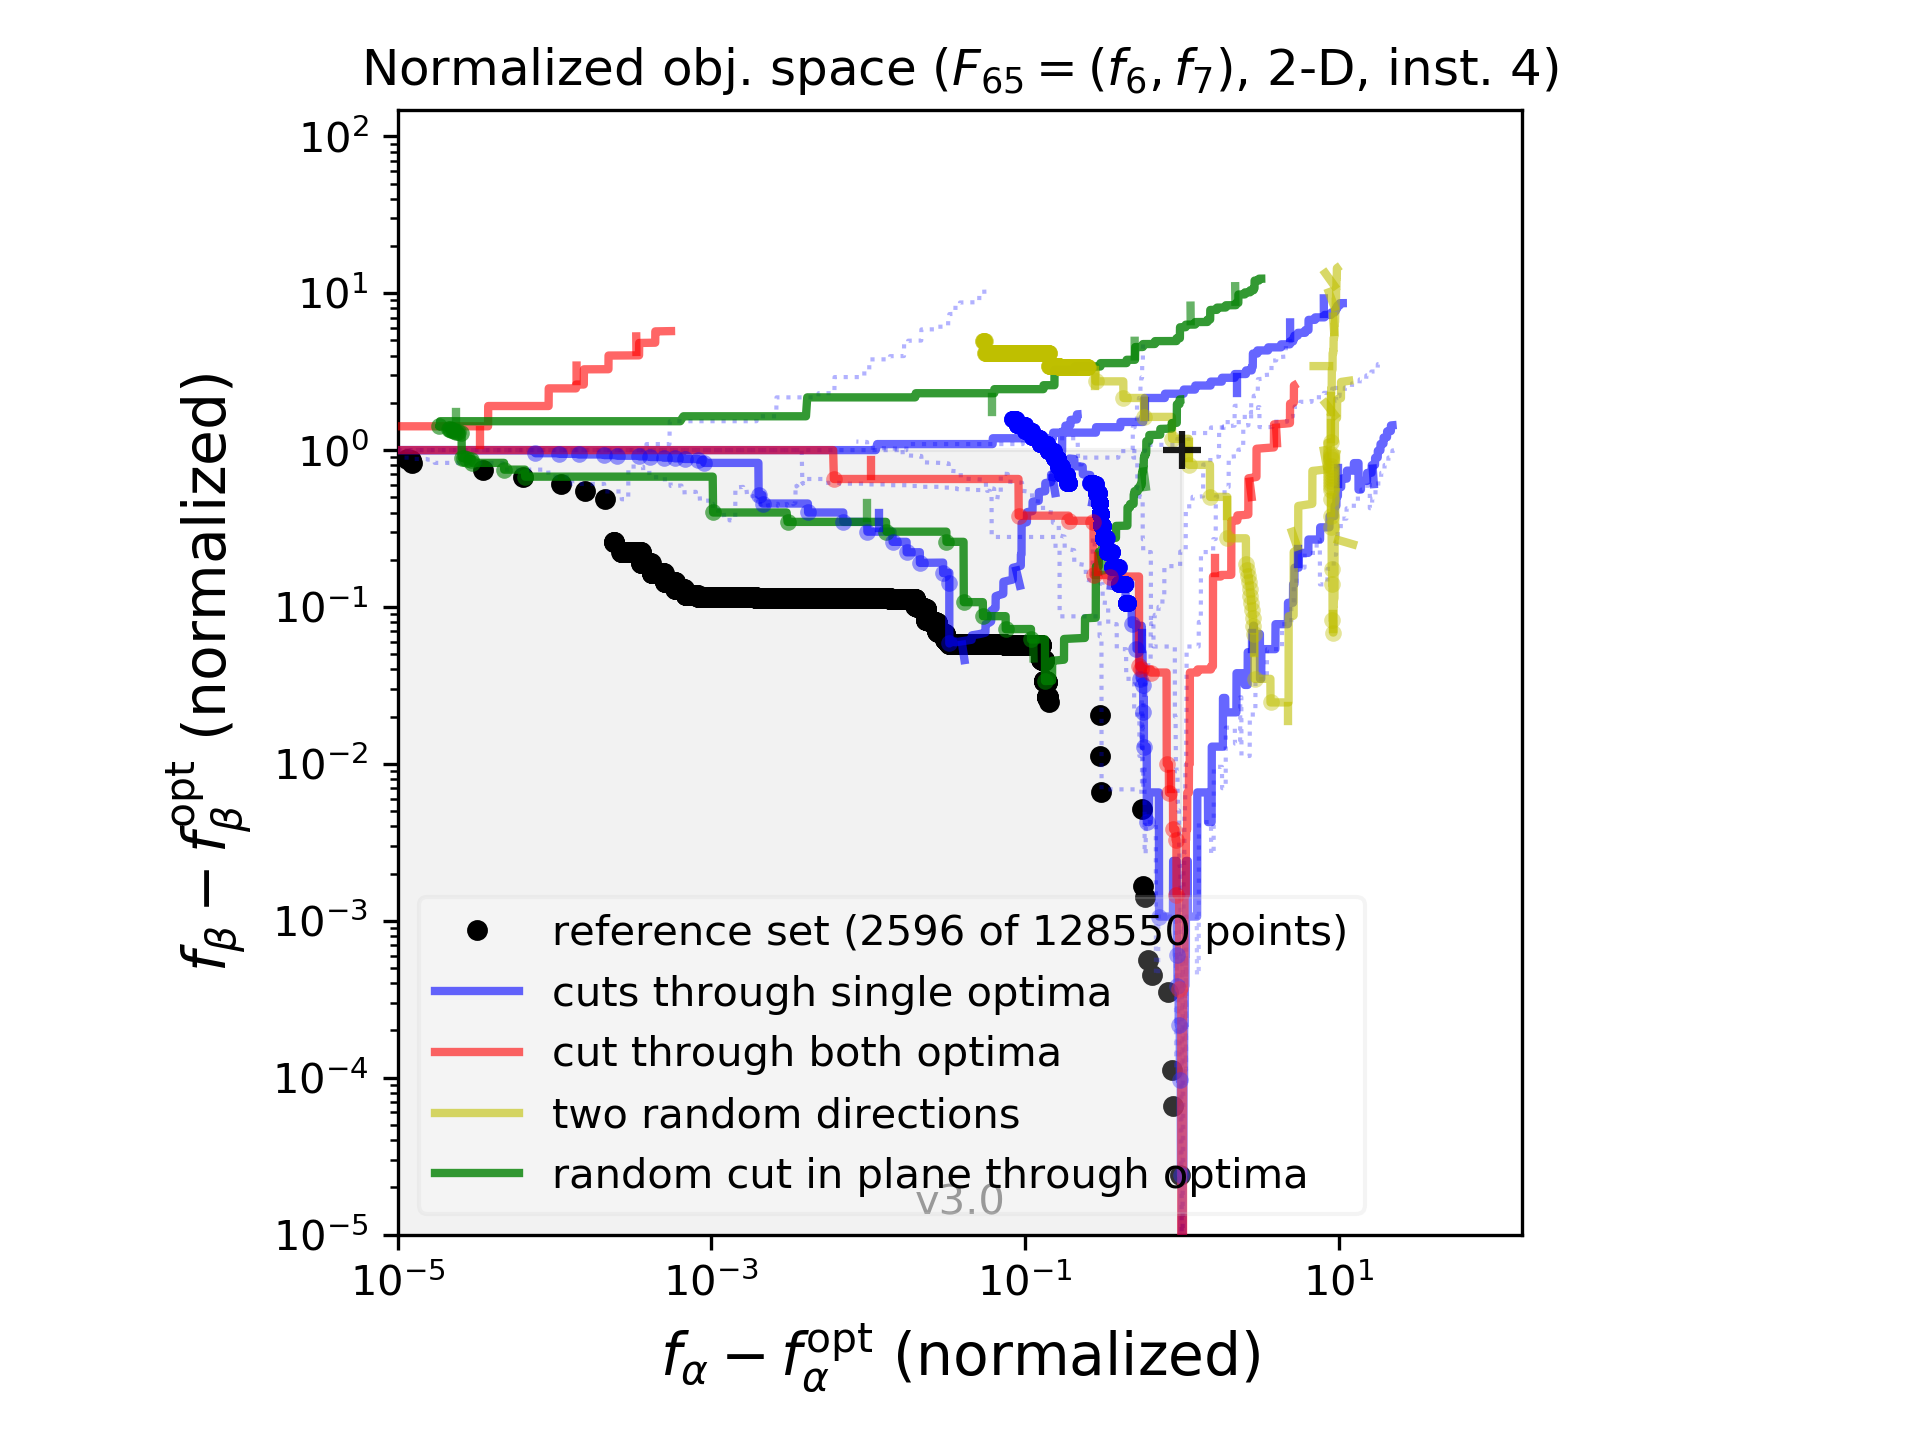 Normalized obj. space (F₆₅ = (f₆, f₇), 2-D, inst. 4)
10²
10¹
10⁰
10⁻¹
10⁻²
10⁻³
10⁻⁴
10⁻⁵
f_β − f_β^opt (normalized)
reference set (2596 of 128550 points)
cuts through single optima
cut through both optima
two random directions
random cut in plane through optima
v3.0
10⁻⁵ 10⁻³ 10⁻¹ 10¹
f_α − f_α^opt (normalized)